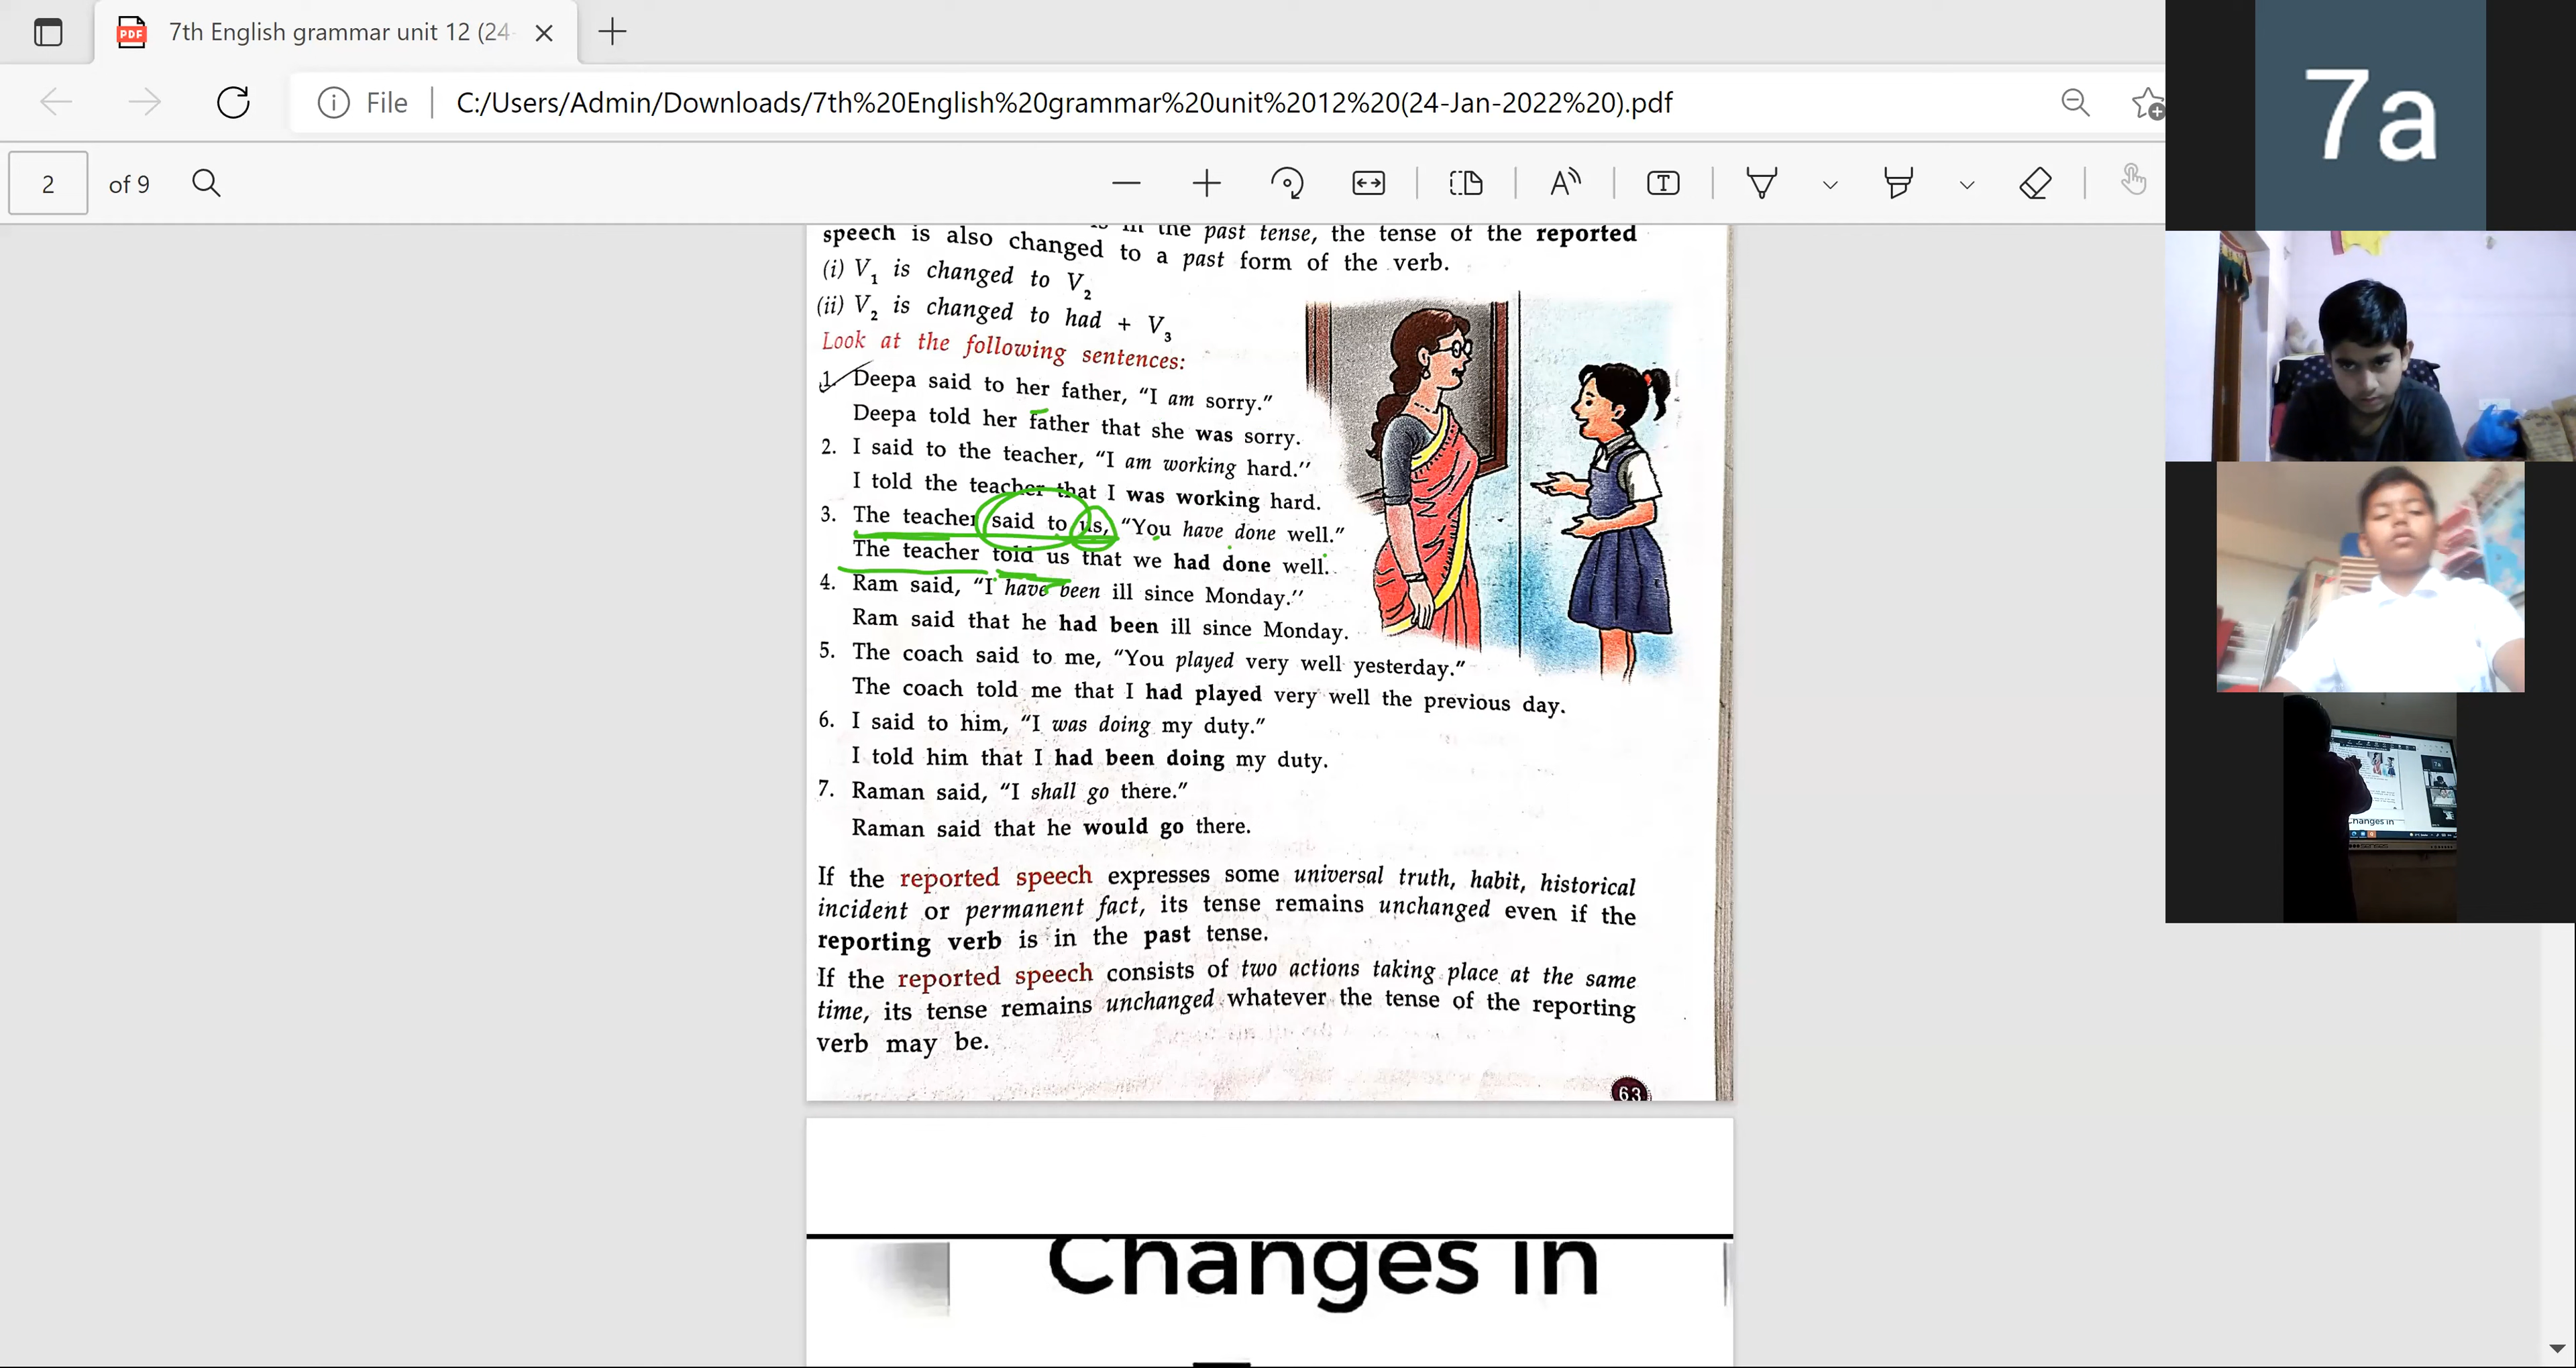 7th English grammar unit 12 (24
File
C:/Users/Admin/Downloads/7th%20English%20grammar%20unit%2012%20(24-Jan-2022%20).pdf
2 of 9
7a
is in the past tense, the tense of the reported
speech is also changed to a past form of the verb.
(i) V1 is changed to V2
(ii) V2 is changed to had + V3
Look at the following sentences:
1. Deepa said to her father, “I am sorry.”
Deepa told her father that she was sorry.
2. I said to the teacher, “I am working hard.”
I told the teacher that I was working hard.
3. The teacher said to us, “You have done well.”
The teacher told us that we had done well.
4. Ram said, “I have been ill since Monday.”
Ram said that he had been ill since Monday.
5. The coach said to me, “You played very well yesterday.”
The coach told me that I had played very well the previous day.
6. I said to him, “I was doing my duty.”
I told him that I had been doing my duty.
7. Raman said, “I shall go there.”
Raman said that he would go there.
If the reported speech expresses some universal truth, habit, historical
incident or permanent fact, its tense remains unchanged even if the
reporting verb is in the past tense.
If the reported speech consists of two actions taking place at the same
time, its tense remains unchanged whatever the tense of the reporting
verb may be.
63
Changes in